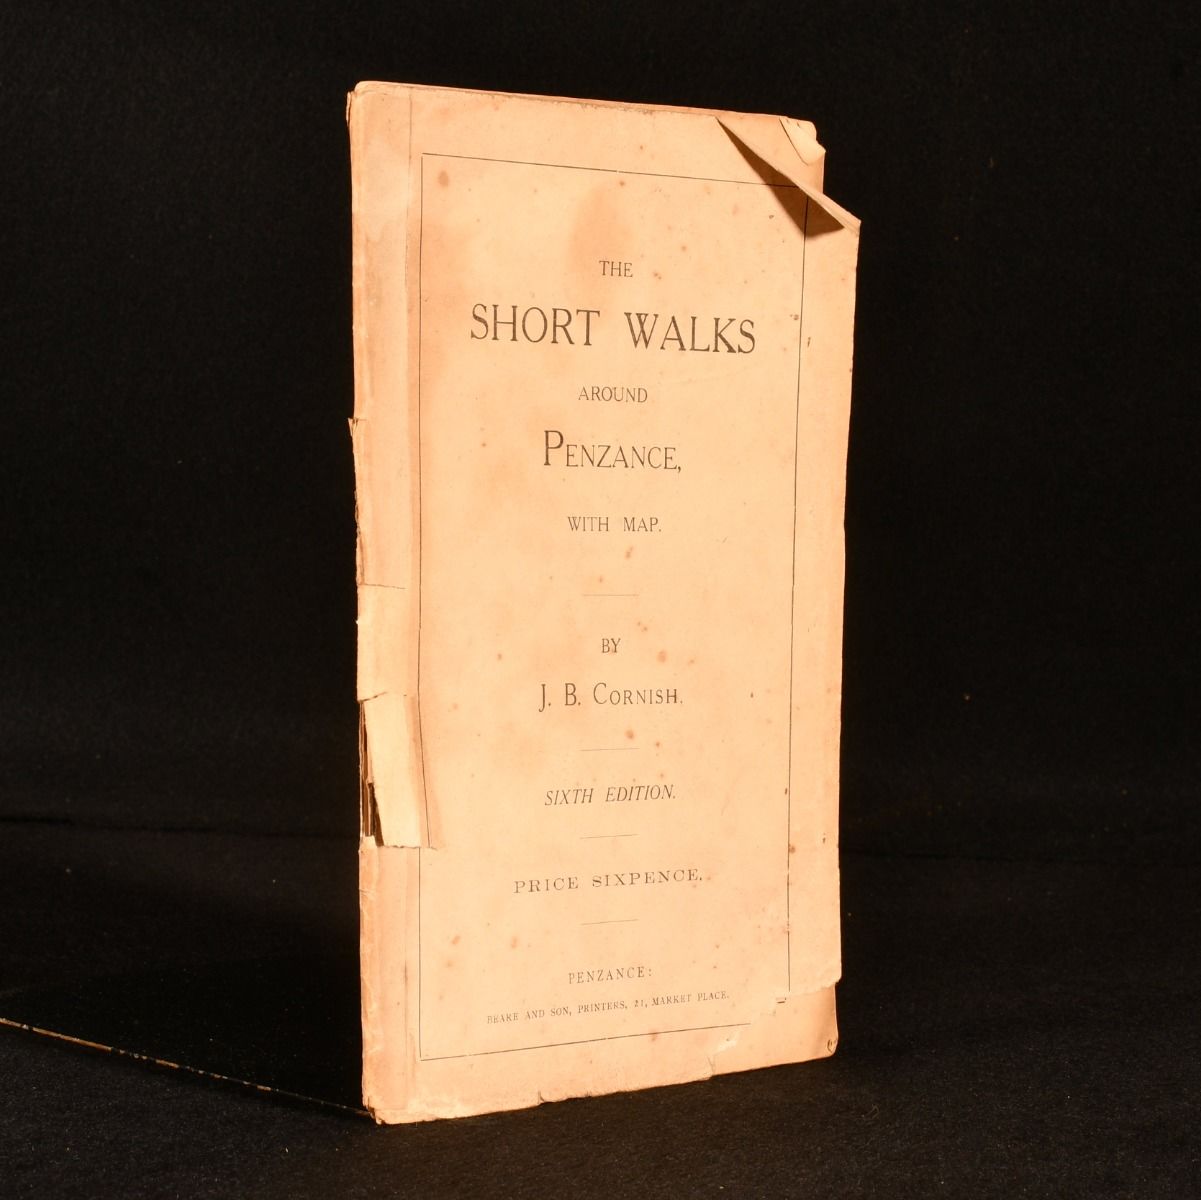 THE
SHORT WALKS
AROUND
PENZANCE,
WITH MAP.
BY
J. B. CORNISH.
SIXTH EDITION.
PRICE SIXPENCE.
PENZANCE:
BEARE AND SON, PRINTERS, 21, MARKET PLACE.